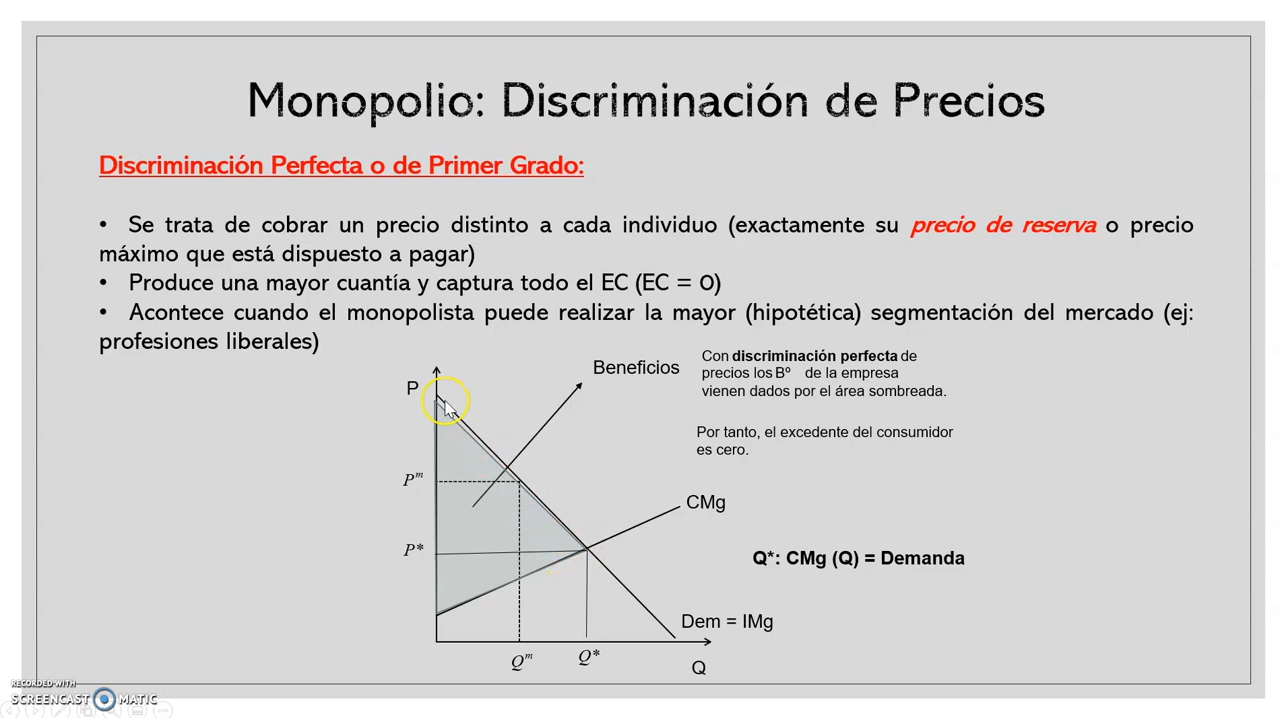 Monopolio: Discriminación de Precios
Discriminación Perfecta o de Primer Grado:
• Se trata de cobrar un precio distinto a cada individuo (exactamente su precio de reserva o precio
máximo que está dispuesto a pagar)
• Produce una mayor cuantía y captura todo el EC (EC = 0)
• Acontece cuando el monopolista puede realizar la mayor (hipotética) segmentación del mercado (ej:
profesiones liberales)
Beneficios
Con discriminación perfecta de
precios los Bº de la empresa
vienen dados por el área sombreada.
P
Por tanto, el excedente del consumidor
es cero.
Pᵐ
CMg
P*
Q*: CMg (Q) = Demanda
Dem = IMg
Qᵐ
Q*
Q
RECORDED WITH
SCREENCAST MATIC